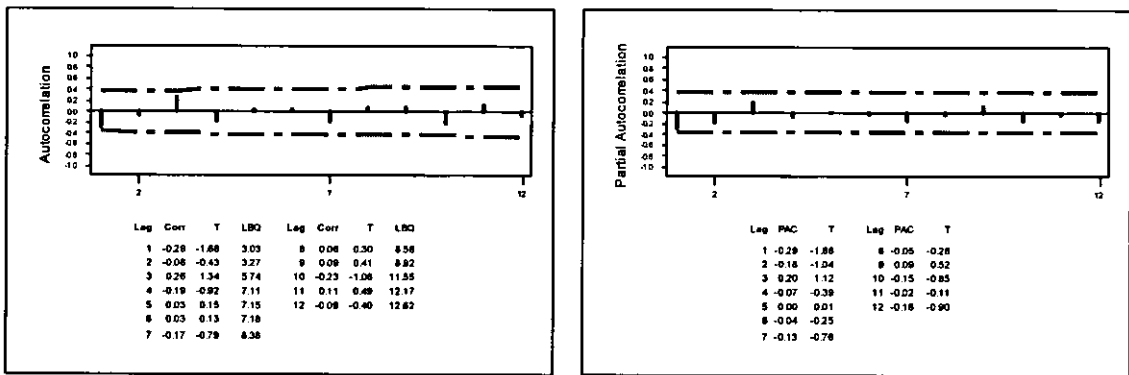 Autocorrelation
1.0
0.8
0.6
0.4
0.2
0.0
-0.2
-0.4
-0.6
-0.8
-1.0
2 7 12
Lag Corr T LBQ Lag Corr T LBQ
1 -0.29 -1.66 3.03 8 0.06 0.30 8.56
2 -0.08 -0.43 3.27 9 0.09 0.41 8.92
3 0.26 1.34 5.74 10 -0.23 -1.06 11.55
4 -0.19 -0.92 7.11 11 0.11 0.49 12.17
5 0.03 0.15 7.15 12 -0.09 -0.40 12.62
6 0.03 0.13 7.18
7 -0.17 -0.79 8.38
Partial Autocorrelation
1.0
0.8
0.6
0.4
0.2
0.0
-0.2
-0.4
-0.6
-0.8
-1.0
2 7 12
Lag PAC T Lag PAC T
1 -0.29 -1.66 8 -0.05 -0.28
2 -0.18 -1.04 9 0.09 0.52
3 0.20 1.12 10 -0.15 -0.85
4 -0.07 -0.39 11 -0.02 -0.11
5 0.00 0.01 12 -0.16 -0.90
6 -0.04 -0.25
7 -0.13 -0.76